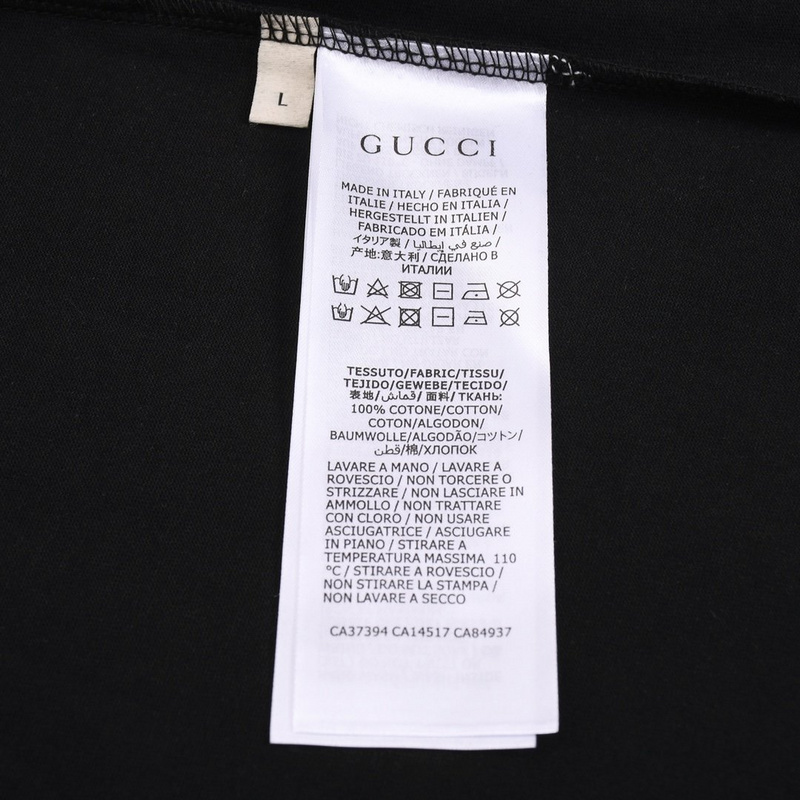 L
GUCCI
MADE IN ITALY / FABRIQUÉ EN
ITALIE / HECHO EN ITALIA /
HERGESTELLT IN ITALIEN /
FABRICADO EM ITÁLIA /
イタリア製 / صنع في إيطاليا /
产地:意大利 / СДЕЛАНО В
ИТАЛИИ
TESSUTO/FABRIC/TISSU/
TEJIDO/GEWEBE/TECIDO/
表地/قماش/ 面料/ ТКАНЬ:
100% COTONE/COTTON/
COTON/ALGODON/
BAUMWOLLE/ALGODÃO/コットン/
قطن/棉/ХЛОПОК
LAVARE A MANO / LAVARE A
ROVESCIO / NON TORCERE O
STRIZZARE / NON LASCIARE IN
AMMOLLO / NON TRATTARE
CON CLORO / NON USARE
ASCIUGATRICE / ASCIUGARE
IN PIANO / STIRARE A
TEMPERATURA MASSIMA 110
°C / STIRARE A ROVESCIO /
NON STIRARE LA STAMPA /
NON LAVARE A SECCO
CA37394 CA14517 CA84937